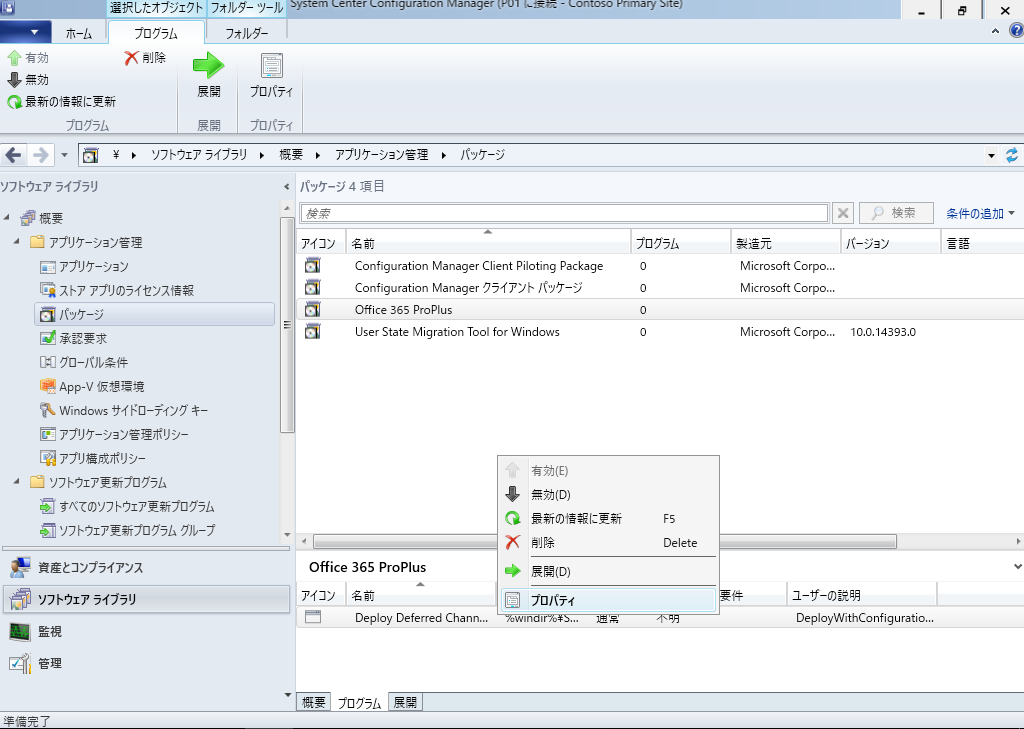 選択したオブジェクト フォルダー ツール System Center Configuration Manager (P01 に接続 - Contoso Primary Site)
ホーム プログラム フォルダー
有効
無効
最新の情報に更新
削除
展開
プロパティ
プログラム 展開 プロパティ
¥ ソフトウェア ライブラリ 概要 アプリケーション管理 パッケージ
ソフトウェア ライブラリ
概要
アプリケーション管理
アプリケーション
ストア アプリのライセンス情報
パッケージ
承認要求
グローバル条件
App-V 仮想環境
Windows サイドローディング キー
アプリケーション管理ポリシー
アプリ構成ポリシー
ソフトウェア更新プログラム
すべてのソフトウェア更新プログラム
ソフトウェア更新プログラム グループ
資産とコンプライアンス
ソフトウェア ライブラリ
監視
管理
パッケージ 4 項目
検索 検索 条件の追加
アイコン 名前 プログラム 製造元 バージョン 言語
Configuration Manager Client Piloting Package 0 Microsoft Corpo...
Configuration Manager クライアント パッケージ 0 Microsoft Corpo...
Office 365 ProPlus 0
User State Migration Tool for Windows 0 Microsoft Corpo... 10.0.14393.0
有効(E)
無効(D)
最新の情報に更新 F5
削除 Delete
展開(D)
プロパティ
Office 365 ProPlus
アイコン 名前 要件 ユーザーの説明
Deploy Deferred Chann... %windir%¥S... 通常 不明 DeployWithConfiguratio...
概要 プログラム 展開
準備完了